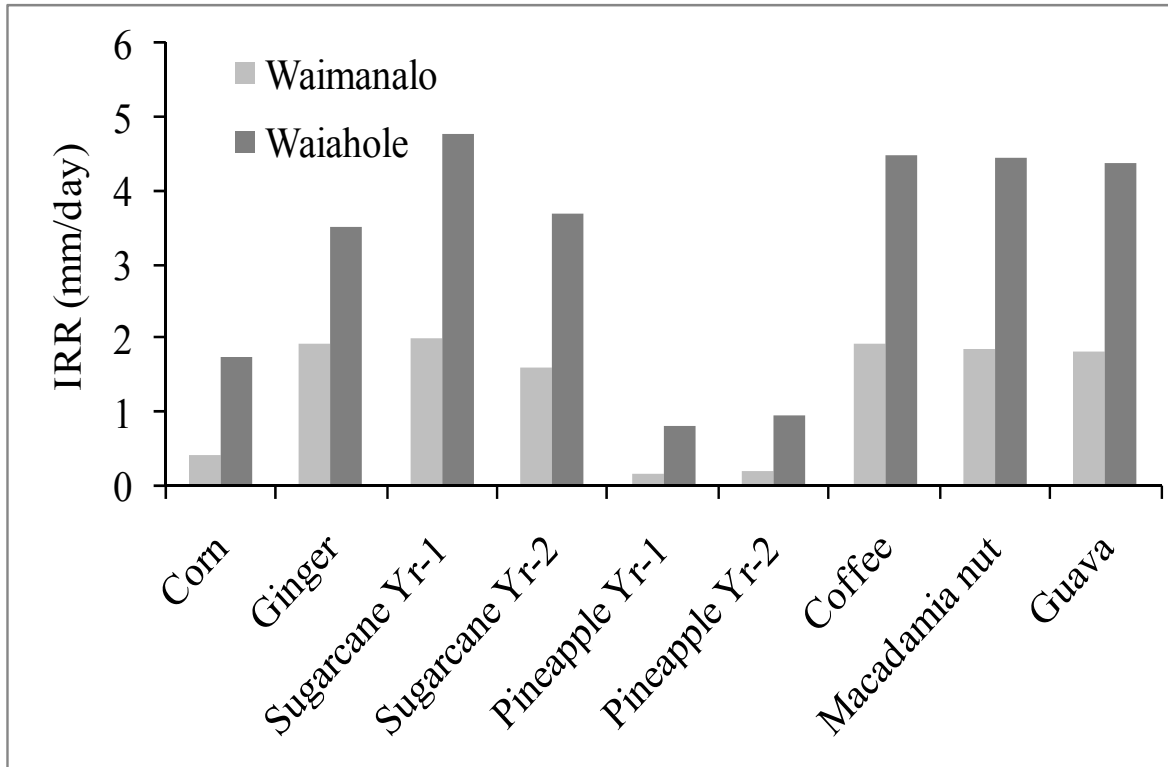 6
5
4
3
2
1
0
IRR (mm/day)
Waimanalo
Waiahole
Corn
Ginger
Sugarcane Yr-1
Sugarcane Yr-2
Pineapple Yr-1
Pineapple Yr-2
Coffee
Macadamia nut
Guava